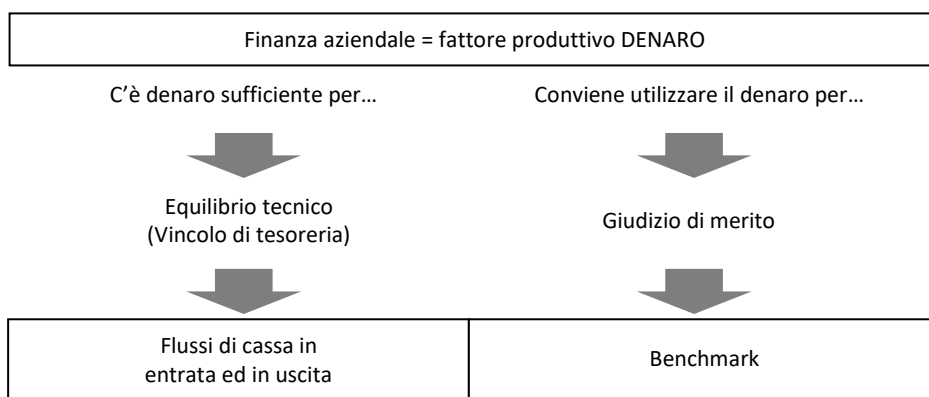 Finanza aziendale = fattore produttivo DENARO
C’è denaro sufficiente per…
Conviene utilizzare il denaro per…
Equilibrio tecnico
(Vincolo di tesoreria)
Giudizio di merito
Flussi di cassa in
entrata ed in uscita
Benchmark